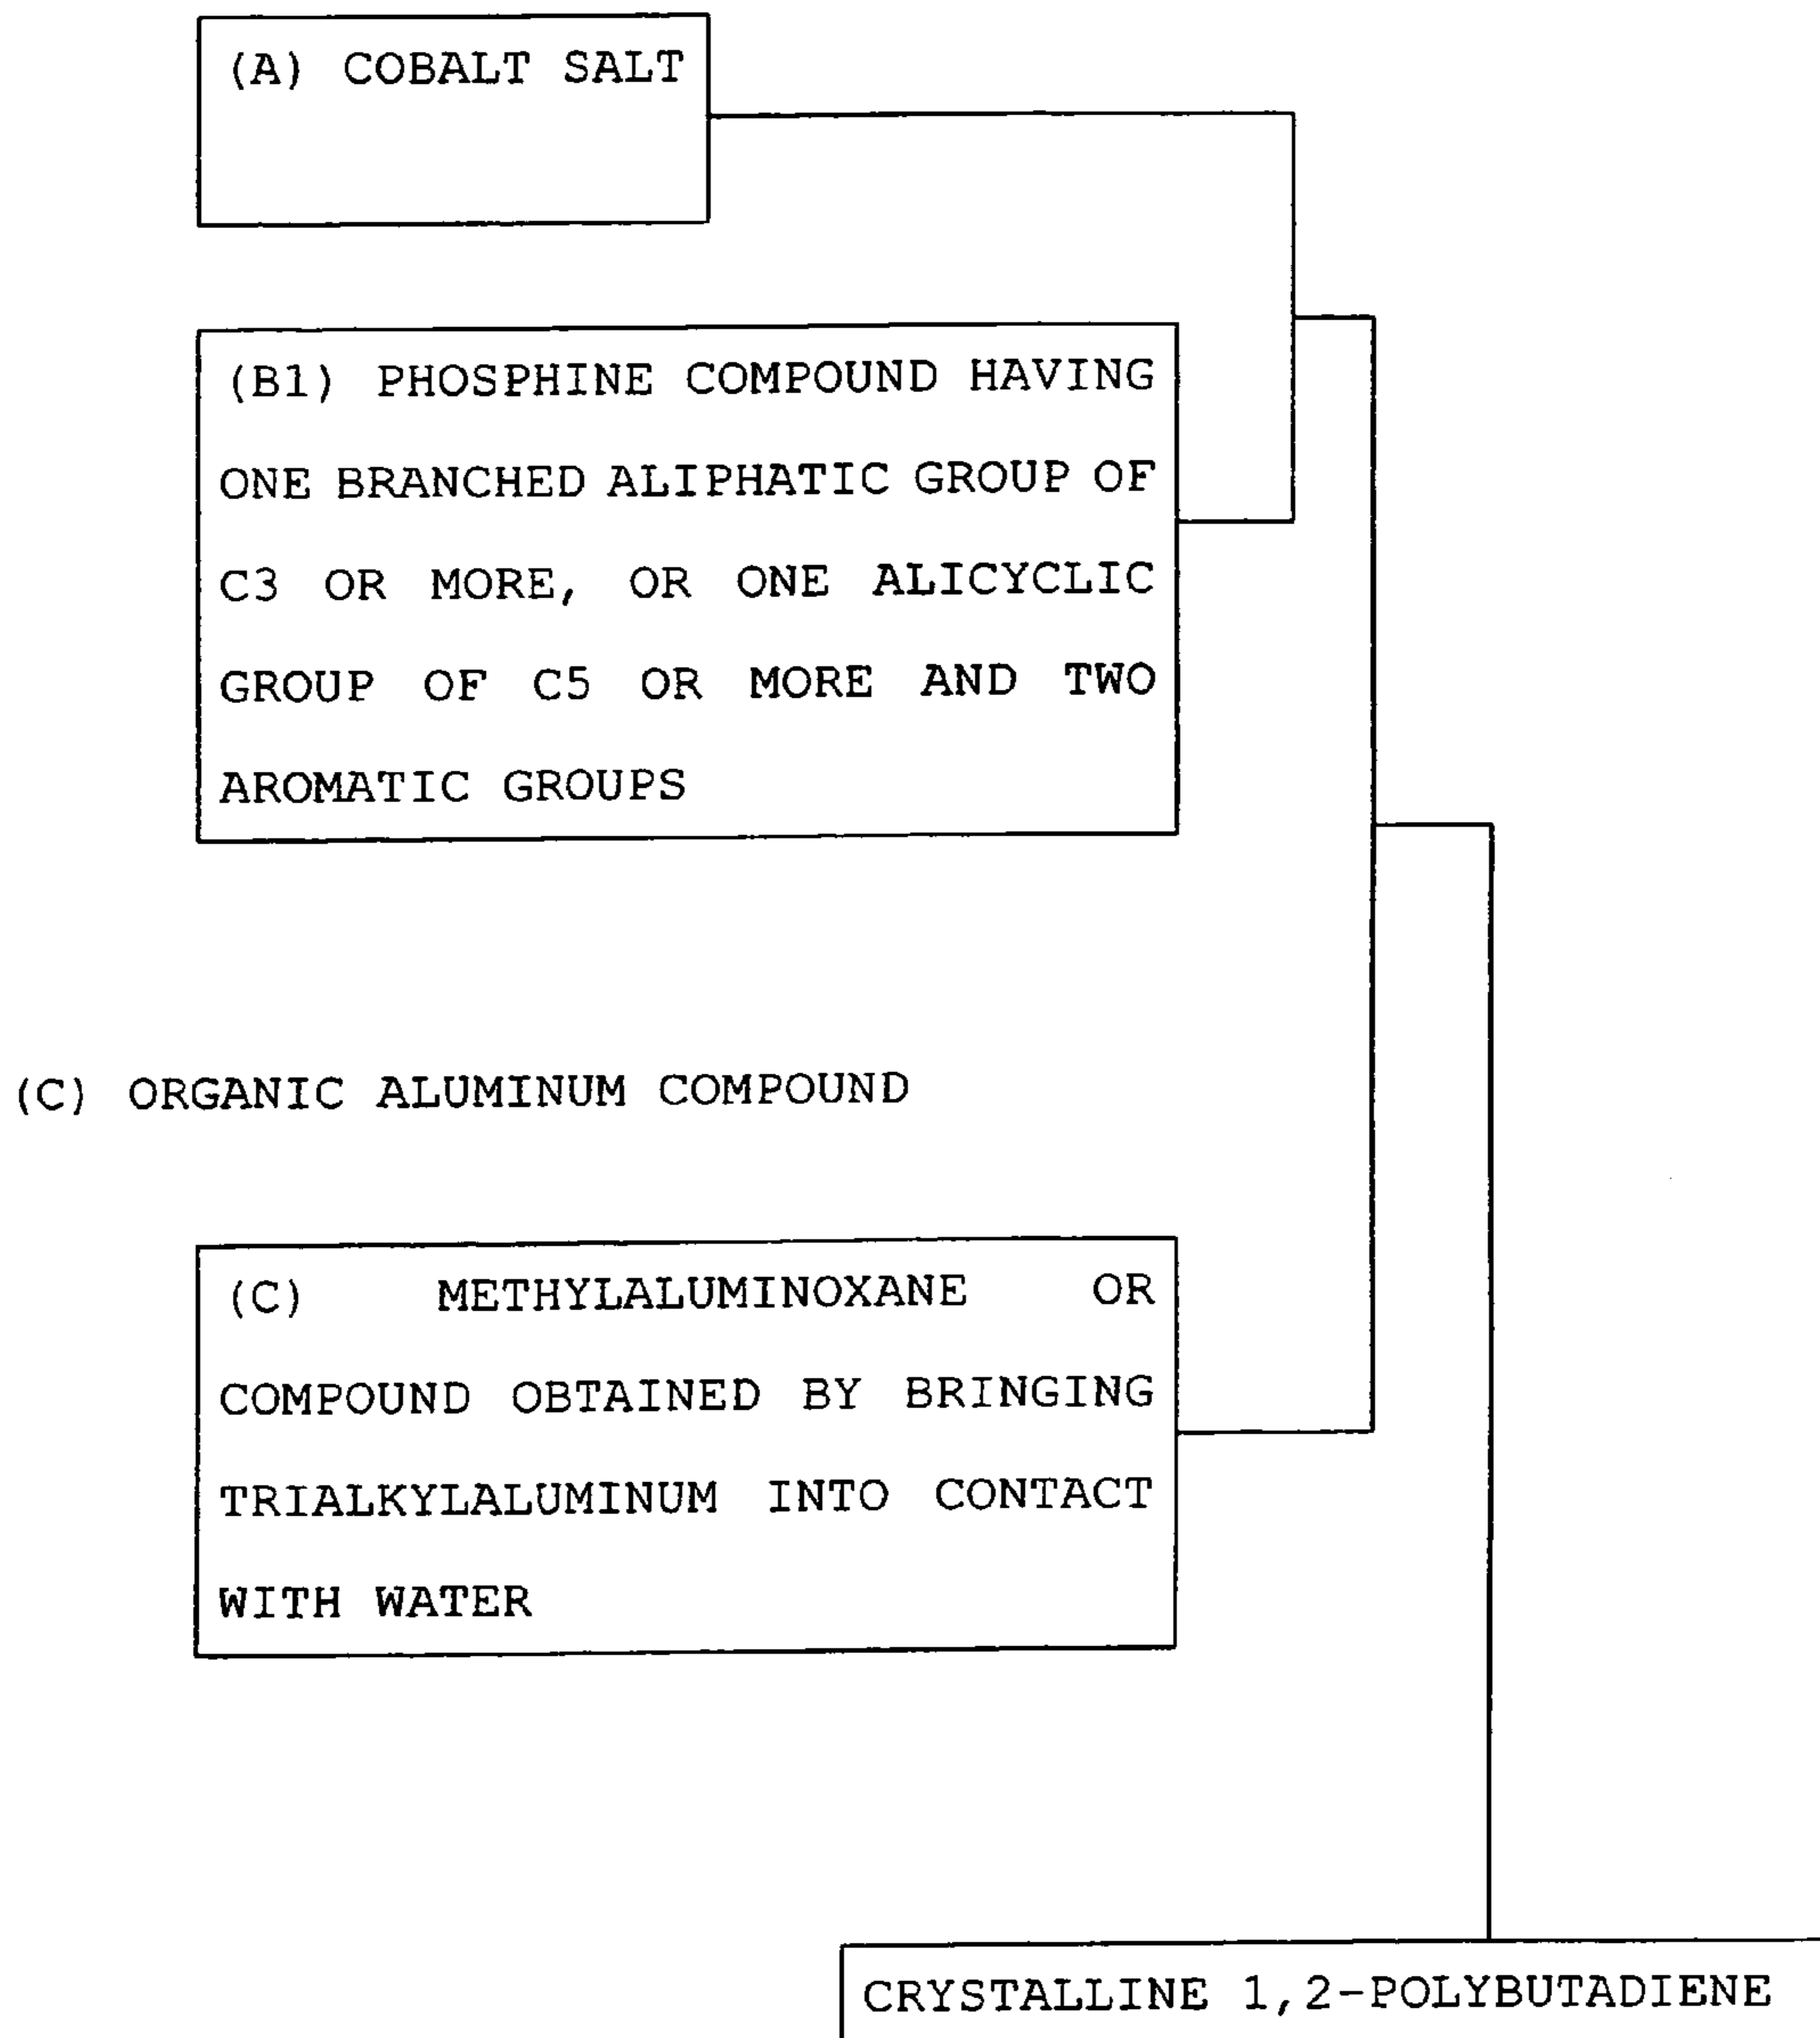 (A) COBALT SALT
(B1) PHOSPHINE COMPOUND HAVING
ONE BRANCHED ALIPHATIC GROUP OF
C3 OR MORE, OR ONE ALICYCLIC
GROUP OF C5 OR MORE AND TWO
AROMATIC GROUPS
(C) ORGANIC ALUMINUM COMPOUND
(C) METHYLALUMINOXANE OR
COMPOUND OBTAINED BY BRINGING
TRIALKYLALUMINUM INTO CONTACT
WITH WATER
CRYSTALLINE 1,2-POLYBUTADIENE